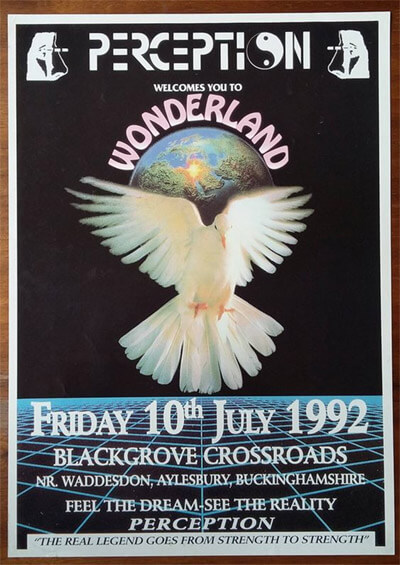 PERCEPTION
WELCOMES YOU TO
WONDERLAND
FRIDAY 10th JULY 1992
BLACKGROVE CROSSROADS
NR. WADDESDON, AYLESBURY, BUCKINGHAMSHIRE
FEEL THE DREAM-SEE THE REALITY
PERCEPTION
"THE REAL LEGEND GOES FROM STRENGTH TO STRENGTH"